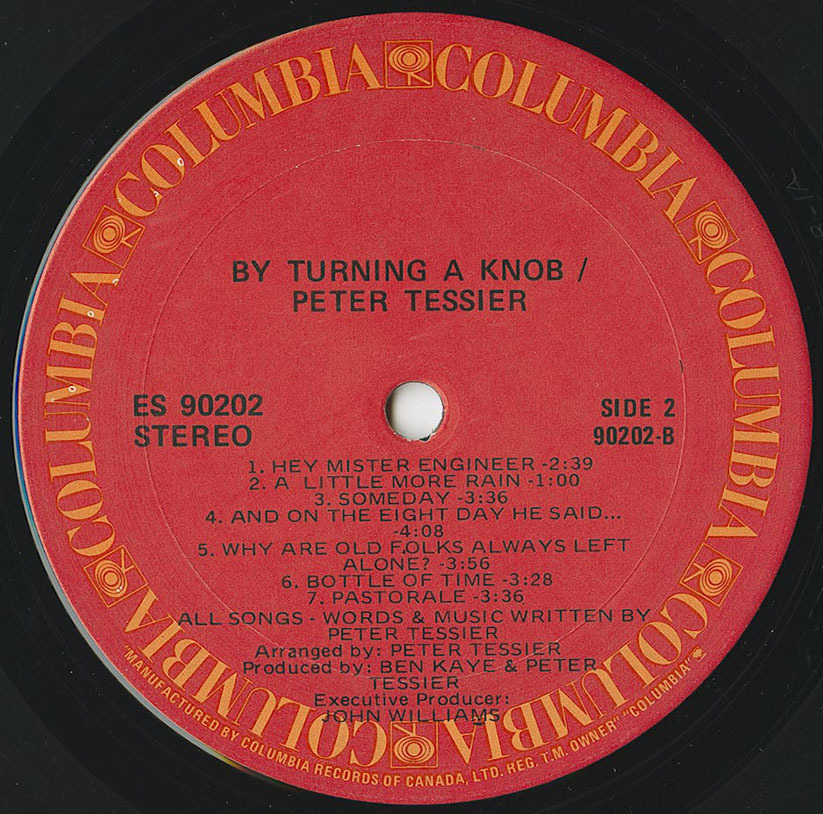 COLUMBIA COLUMBIA COLUMBIA COLUMBIA COLUMBIA COLUMBIA
BY TURNING A KNOB /
PETER TESSIER
ES 90202
STEREO
SIDE 2
90202-B
1. HEY MISTER ENGINEER -2:39
2. A LITTLE MORE RAIN -1:00
3. SOMEDAY -3:36
4. AND ON THE EIGHT DAY HE SAID...
-4:08
5. WHY ARE OLD FOLKS ALWAYS LEFT
ALONE? -3:56
6. BOTTLE OF TIME -3:28
7. PASTORALE -3:36
ALL SONGS - WORDS & MUSIC WRITTEN BY
PETER TESSIER
Arranged by: PETER TESSIER
Produced by: BEN KAYE & PETER
TESSIER
Executive Producer:
JOHN WILLIAMS
'MANUFACTURED BY COLUMBIA RECORDS OF CANADA, LTD. REG. T.M. OWNER' "COLUMBIA"